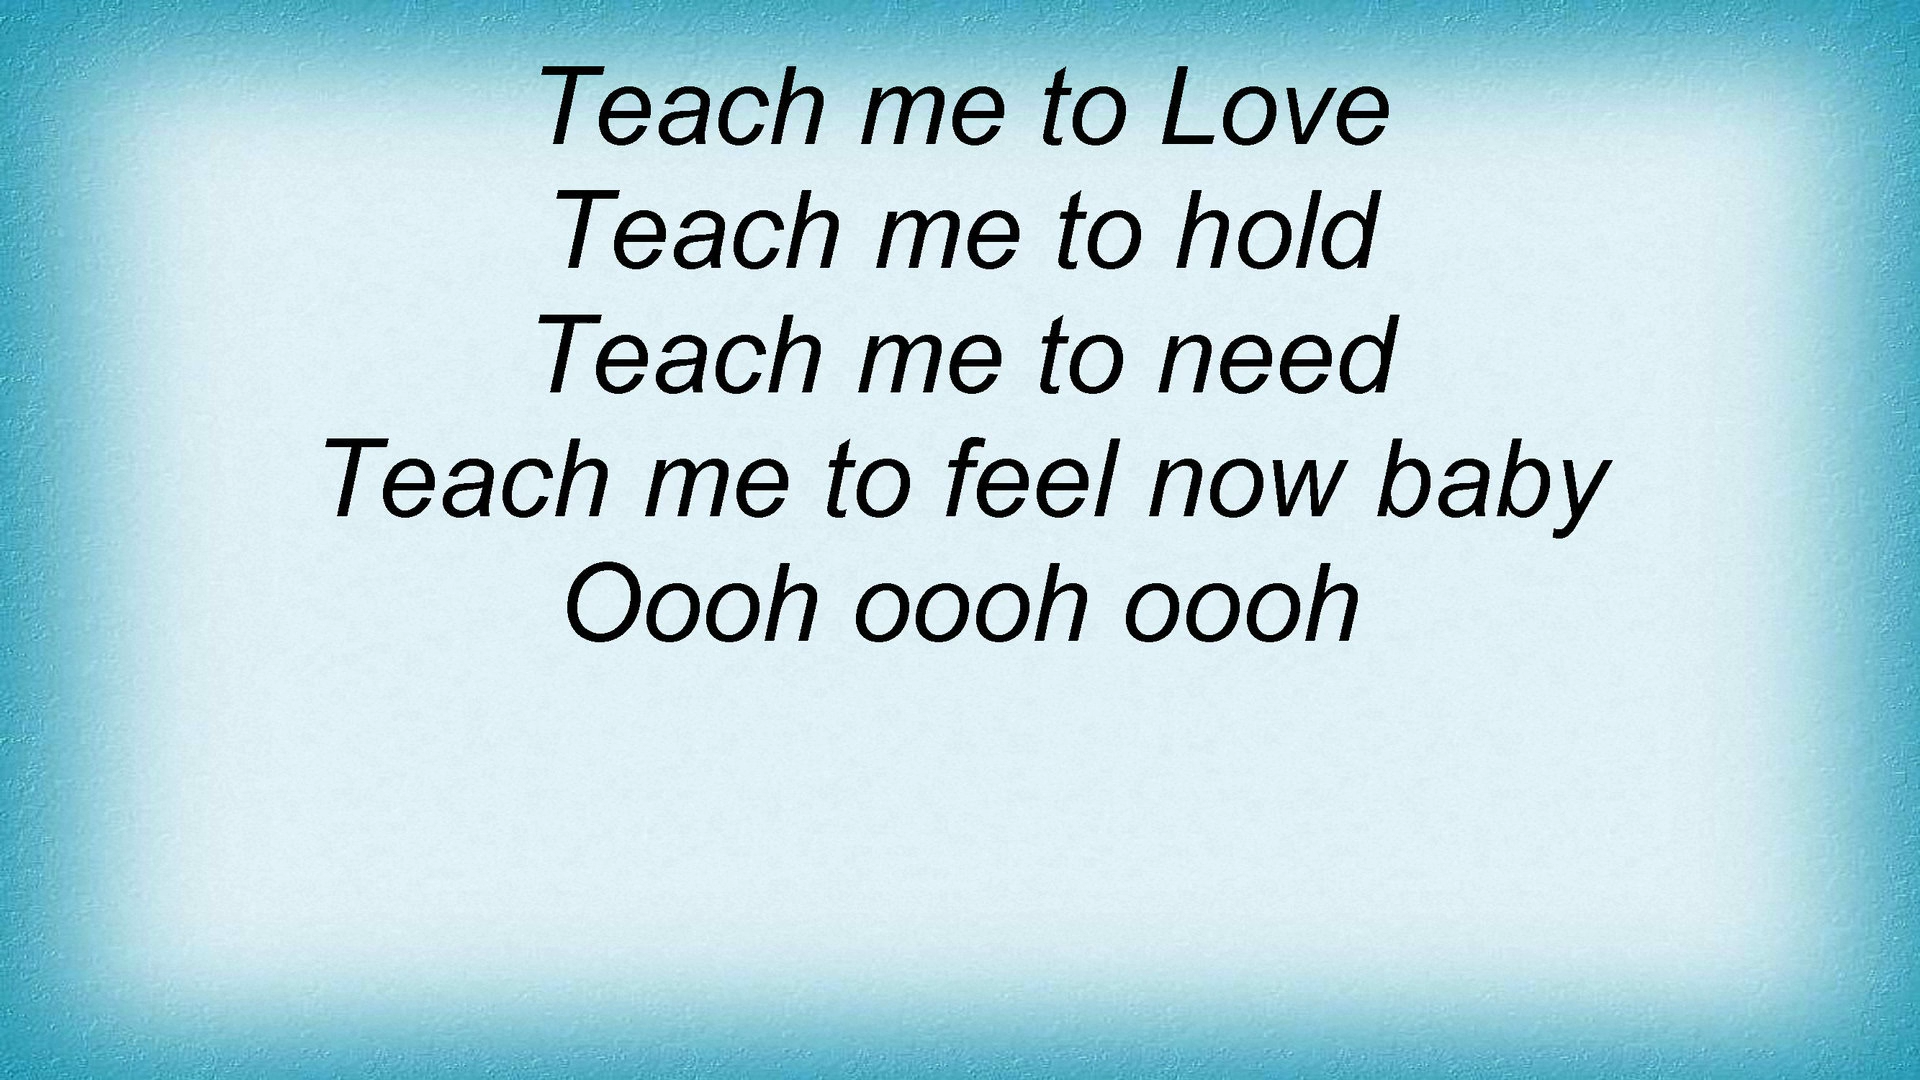 Teach me to Love
Teach me to hold
Teach me to need
Teach me to feel now baby
Oooh oooh oooh